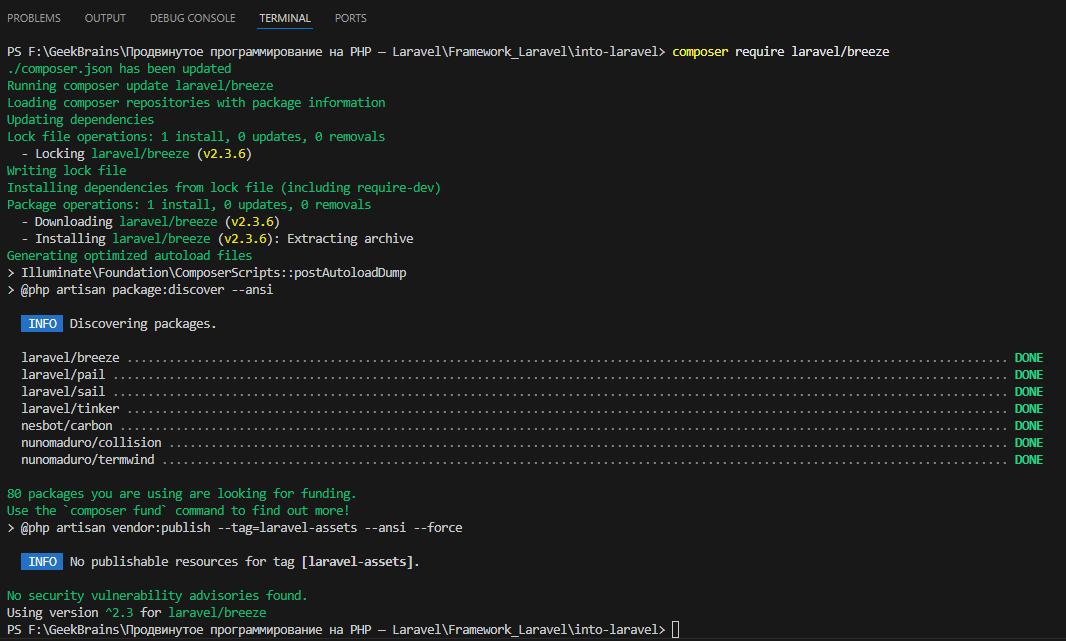 PROBLEMS OUTPUT DEBUG CONSOLE TERMINAL PORTS
PS F:\GeekBrains\Продвинутое программирование на PHP — Laravel\Framework_Laravel\into-laravel> composer require laravel/breeze
./composer.json has been updated
Running composer update laravel/breeze
Loading composer repositories with package information
Updating dependencies
Lock file operations: 1 install, 0 updates, 0 removals
  - Locking laravel/breeze (v2.3.6)
Writing lock file
Installing dependencies from lock file (including require-dev)
Package operations: 1 install, 0 updates, 0 removals
  - Downloading laravel/breeze (v2.3.6)
  - Installing laravel/breeze (v2.3.6): Extracting archive
Generating optimized autoload files
> Illuminate\Foundation\ComposerScripts::postAutoloadDump
> @php artisan package:discover --ansi
INFO Discovering packages.
laravel/breeze ........ DONE
laravel/pail ........ DONE
laravel/sail ........ DONE
laravel/tinker ........ DONE
nesbot/carbon ........ DONE
nunomaduro/collision ........ DONE
nunomaduro/termwind ........ DONE
80 packages you are using are looking for funding.
Use the `composer fund` command to find out more!
> @php artisan vendor:publish --tag=laravel-assets --ansi --force
INFO No publishable resources for tag [laravel-assets].
No security vulnerability advisories found.
Using version ^2.3 for laravel/breeze
PS F:\GeekBrains\Продвинутое программирование на PHP — Laravel\Framework_Laravel\into-laravel>